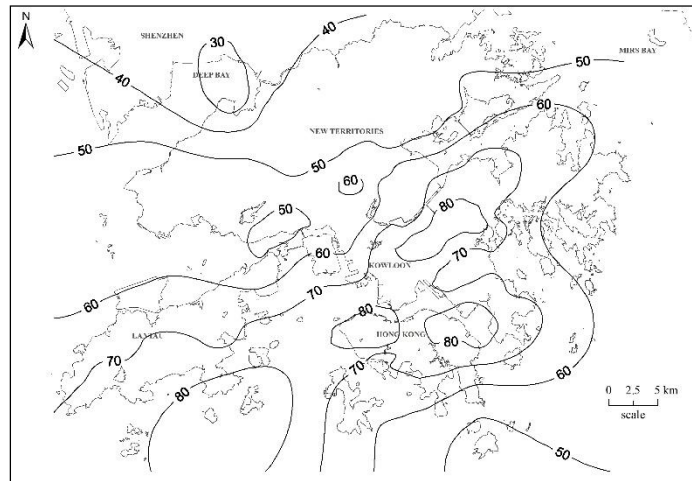 N
SHENZHEN
30
40
MIRS BAY
50
40
DEEP BAY
60
NEW TERRITORIES
50
50
60
80
50
60
70
KOWLOON
70
60
80
HONG KONG
80
LANTAU
70
70
60
0 2.5 5 km
scale
80
50